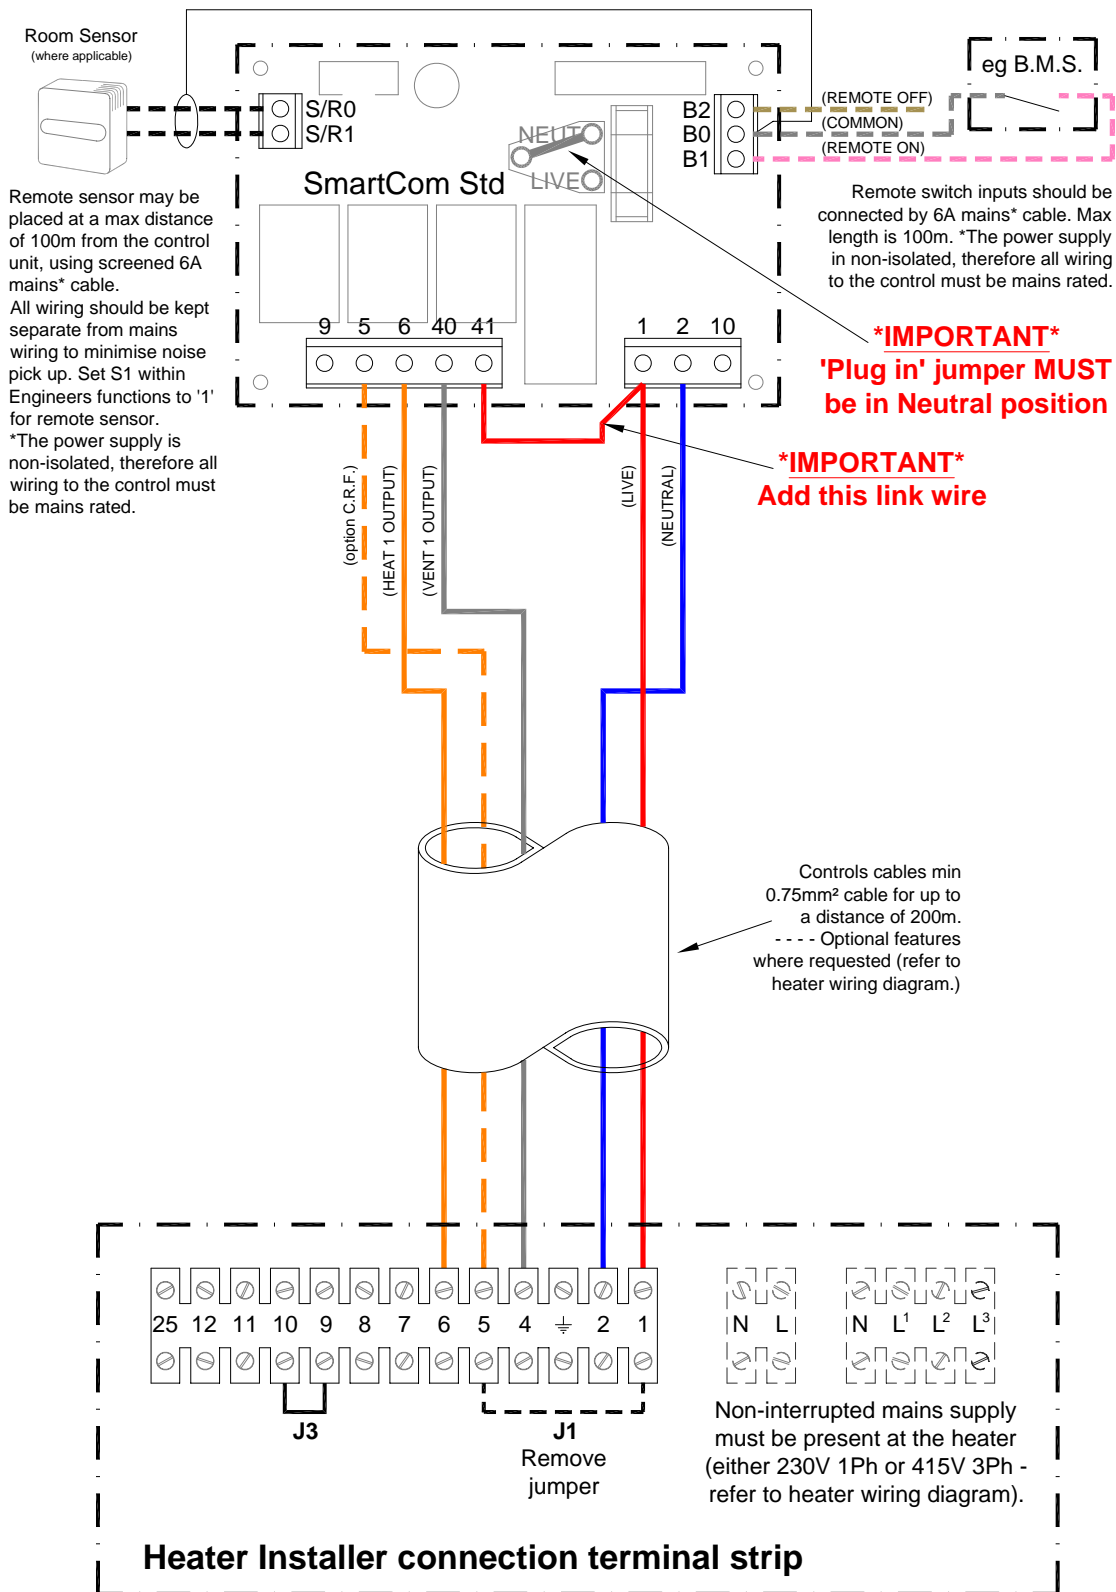 Room Sensor
(where applicable)
eg B.M.S.
S/R0
S/R1
NEUT
LIVE
SmartCom Std
B2
B0
B1
(REMOTE OFF)
(COMMON)
(REMOTE ON)
Remote sensor may be
placed at a max distance
of 100m from the control
unit, using screened 6A
mains* cable.
All wiring should be kept
separate from mains
wiring to minimise noise
pick up. Set S1 within
Engineers functions to '1'
for remote sensor.
*The power supply is
non-isolated, therefore all
wiring to the control must
be mains rated.
Remote switch inputs should be
connected by 6A mains* cable. Max
length is 100m. *The power supply
in non-isolated, therefore all wiring
to the control must be mains rated.
9 5 6 40 41
1 2 10
*IMPORTANT*
'Plug in' jumper MUST
be in Neutral position
*IMPORTANT*
Add this link wire
(option C.R.F.)
(HEAT 1 OUTPUT)
(VENT 1 OUTPUT)
(LIVE)
(NEUTRAL)
Controls cables min
0.75mm² cable for up to
a distance of 200m.
- - - - Optional features
where requested (refer to
heater wiring diagram.)
25 12 11 10 9 8 7 6 5 4 ⏚ 2 1
N L
N L¹ L² L³
J3
J1
Remove
jumper
Non-interrupted mains supply
must be present at the heater
(either 230V 1Ph or 415V 3Ph -
refer to heater wiring diagram).
Heater Installer connection terminal strip